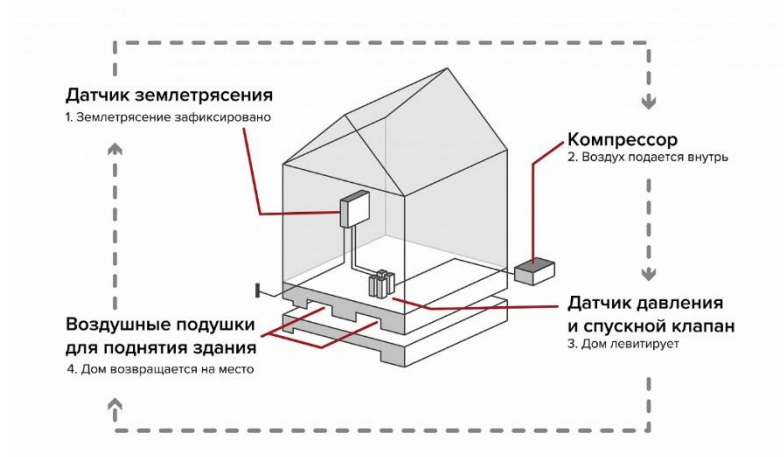 Датчик землетрясения
1. Землетрясение зафиксировано
Компрессор
2. Воздух подается внутрь
Датчик давления
и спускной клапан
3. Дом левитирует
Воздушные подушки
для поднятия здания
4. Дом возвращается на место